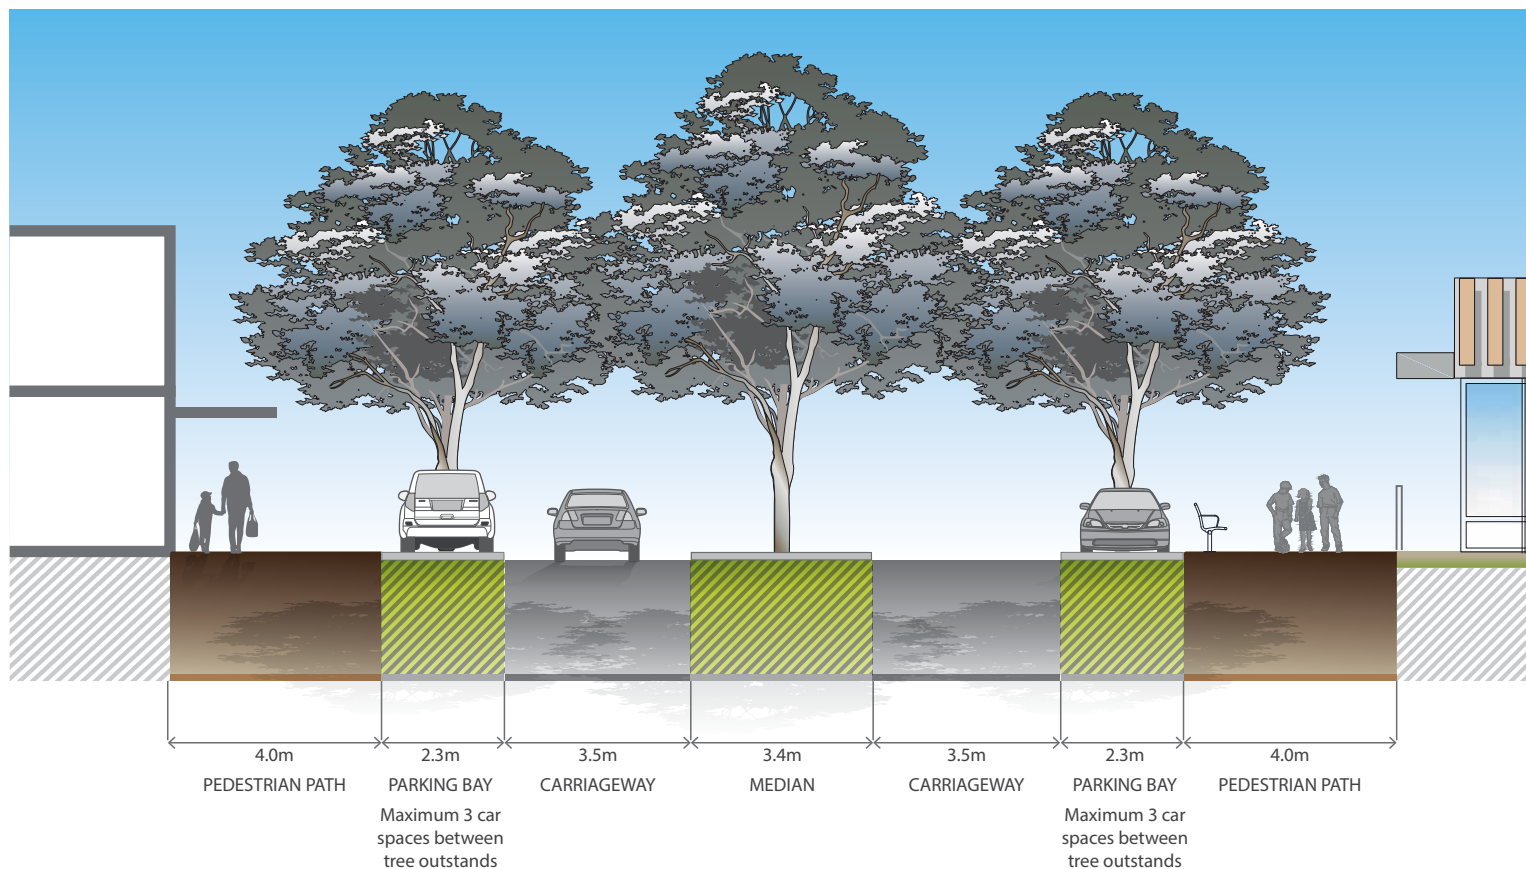 4.0m
PEDESTRIAN PATH
2.3m
PARKING BAY
Maximum 3 car
spaces between
tree outstands
3.5m
CARRIAGEWAY
3.4m
MEDIAN
3.5m
CARRIAGEWAY
2.3m
PARKING BAY
Maximum 3 car
spaces between
tree outstands
4.0m
PEDESTRIAN PATH